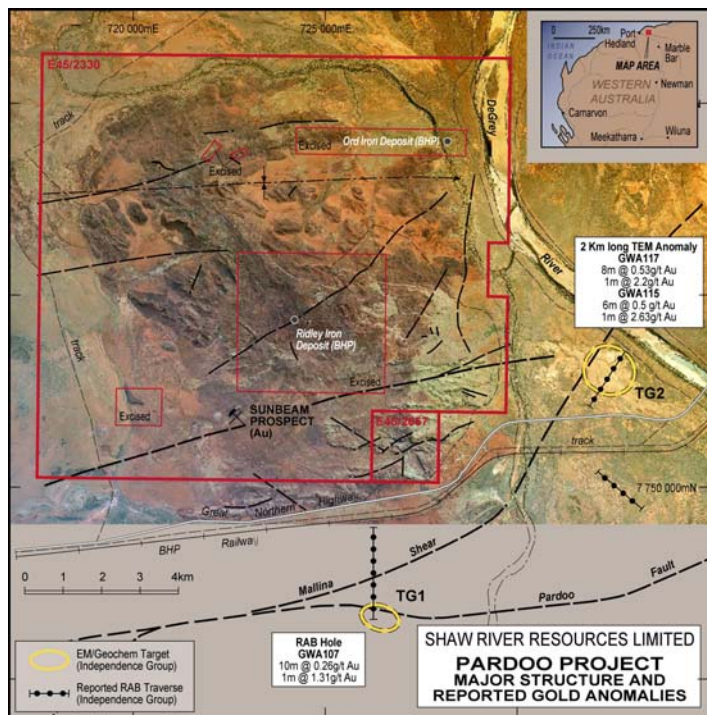 720 000mE
725 000mE
0 250km
INDIAN
OCEAN
Port
Hedland
Marble
Bar
MAP AREA
Newman
WESTERN
AUSTRALIA
Carnarvon
Meekatharra
Wiluna
E45/2330
track
Excised
Excised
Ord Iron Deposit (BHP)
DeGrey
River
2 Km long TEM Anomaly
GWA117
8m @ 0.53g/t Au
1m @ 2.2g/t Au
GWA115
6m @ 0.5 g/t Au
1m @ 2.63g/t Au
Ridley Iron
Deposit (BHP)
track
Excised
Excised
SUNBEAM
PROSPECT
(Au)
TG2
track
7 750 000mN
Great Northern Highway
BHP Railway
0 1 2 4km
Mallina Shear
Pardoo Fault
TG1
RAB Hole
GWA107
10m @ 0.26g/t Au
1m @ 1.31g/t Au
EM/Geochem Target
(Independence Group)
Reported RAB Traverse
(Independence Group)
SHAW RIVER RESOURCES LIMITED
PARDOO PROJECT
MAJOR STRUCTURE AND
REPORTED GOLD ANOMALIES